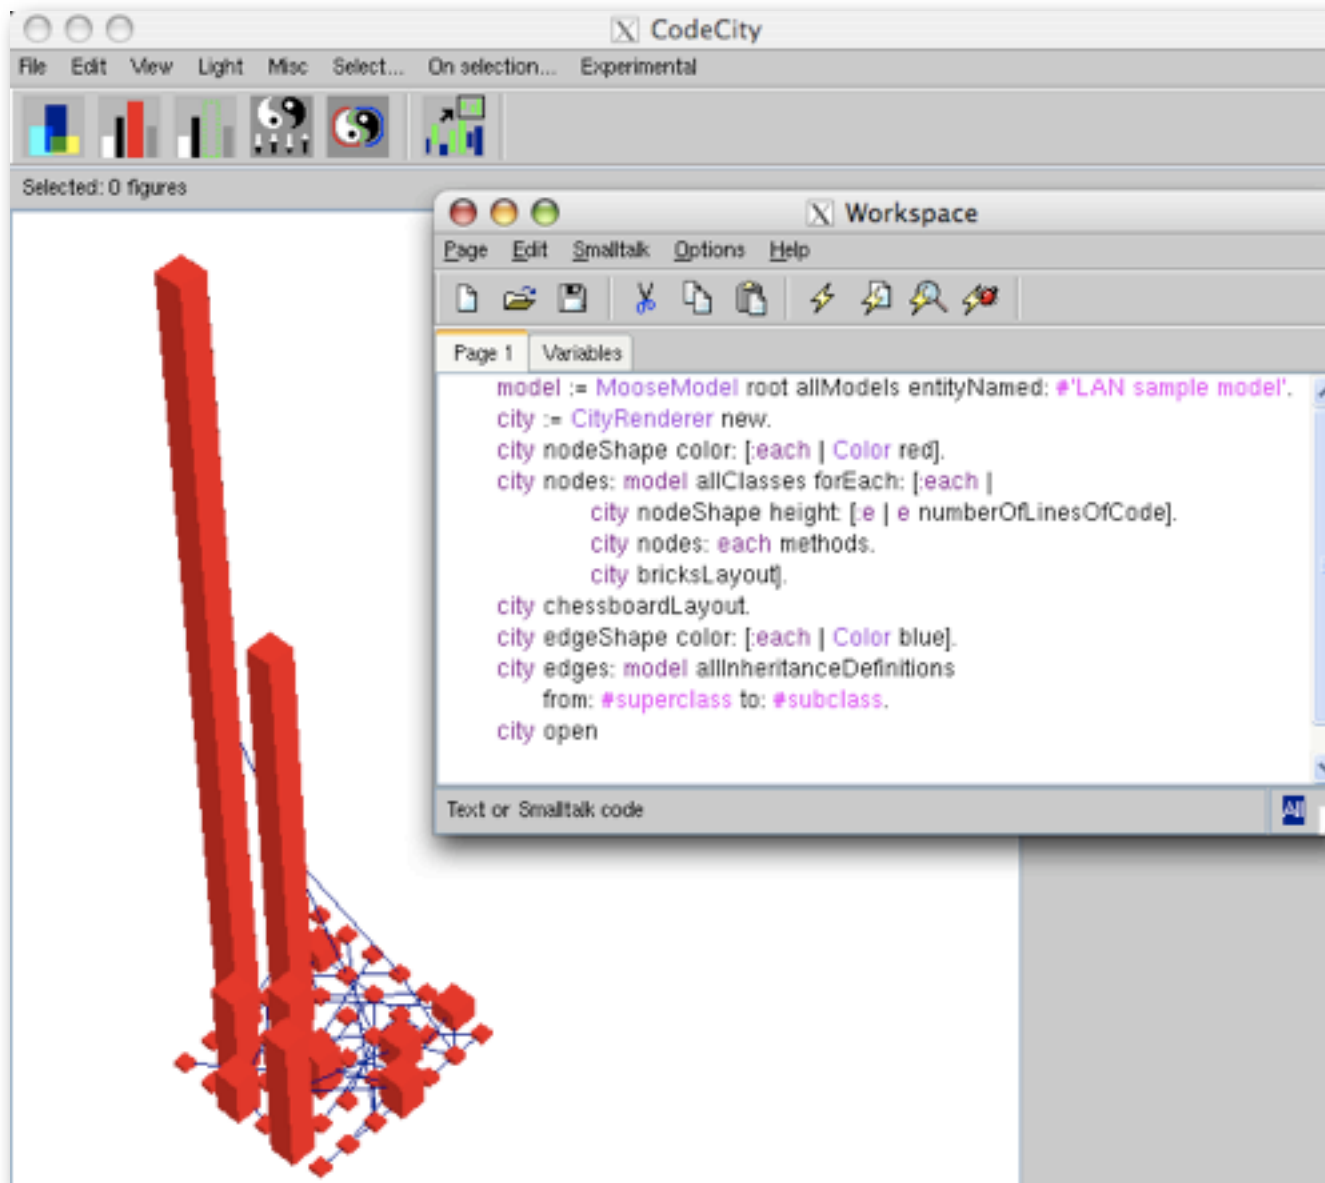 CodeCity
File Edit View Light Misc Select... On selection... Experimental
Selected: 0 figures
Workspace
Page Edit Smalltalk Options Help
Page 1 Variables
model := MooseModel root allModels entityNamed: #'LAN sample model'.
city := CityRenderer new.
city nodeShape color: [:each | Color red].
city nodes: model allClasses forEach: [:each |
city nodeShape height: [:e | e numberOfLinesOfCode].
city nodes: each methods.
city bricksLayout].
city chessboardLayout.
city edgeShape color: [:each | Color blue].
city edges: model allInheritanceDefinitions
from: #superclass to: #subclass.
city open
Text or Smalltalk code
All